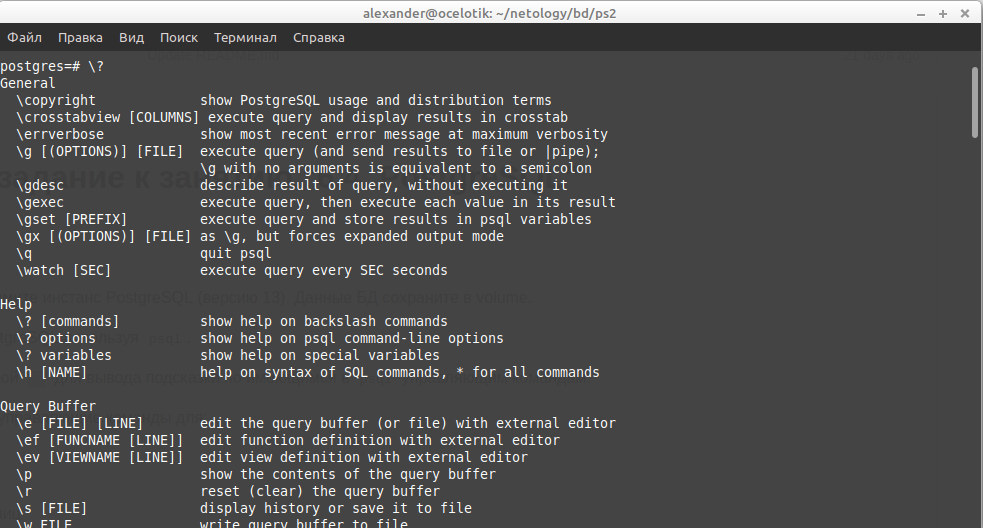 alexander@ocelotik: ~/netology/bd/ps2
Файл Правка Вид Поиск Терминал Справка
postgres=# \?
General
  \copyright             show PostgreSQL usage and distribution terms
  \crosstabview [COLUMNS] execute query and display results in crosstab
  \errverbose            show most recent error message at maximum verbosity
  \g [(OPTIONS)] [FILE]  execute query (and send results to file or |pipe);
                         \g with no arguments is equivalent to a semicolon
  \gdesc                 describe result of query, without executing it
  \gexec                 execute query, then execute each value in its result
  \gset [PREFIX]         execute query and store results in psql variables
  \gx [(OPTIONS)] [FILE] as \g, but forces expanded output mode
  \q                     quit psql
  \watch [SEC]           execute query every SEC seconds
Help
  \? [commands]          show help on backslash commands
  \? options             show help on psql command-line options
  \? variables           show help on special variables
  \h [NAME]              help on syntax of SQL commands, * for all commands
Query Buffer
  \e [FILE] [LINE]       edit the query buffer (or file) with external editor
  \ef [FUNCNAME [LINE]]  edit function definition with external editor
  \ev [VIEWNAME [LINE]]  edit view definition with external editor
  \p                     show the contents of the query buffer
  \r                     reset (clear) the query buffer
  \s [FILE]              display history or save it to file
  \w FILE                write query buffer to file